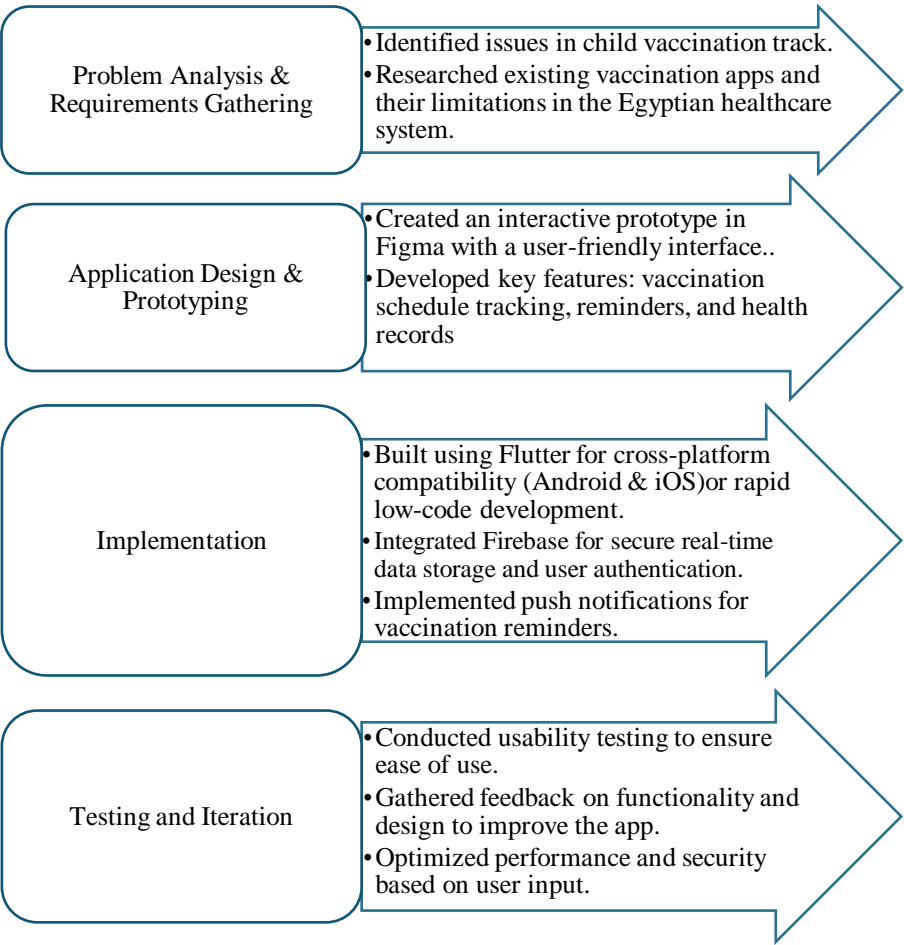 Problem Analysis &
Requirements Gathering
• Identified issues in child vaccination track.
• Researched existing vaccination apps and
their limitations in the Egyptian healthcare
system.
Application Design &
Prototyping
• Created an interactive prototype in
Figma with a user-friendly interface..
• Developed key features: vaccination
schedule tracking, reminders, and health
records
Implementation
• Built using Flutter for cross-platform
compatibility (Android & iOS)or rapid
low-code development.
• Integrated Firebase for secure real-time
data storage and user authentication.
• Implemented push notifications for
vaccination reminders.
Testing and Iteration
• Conducted usability testing to ensure
ease of use.
• Gathered feedback on functionality and
design to improve the app.
• Optimized performance and security
based on user input.